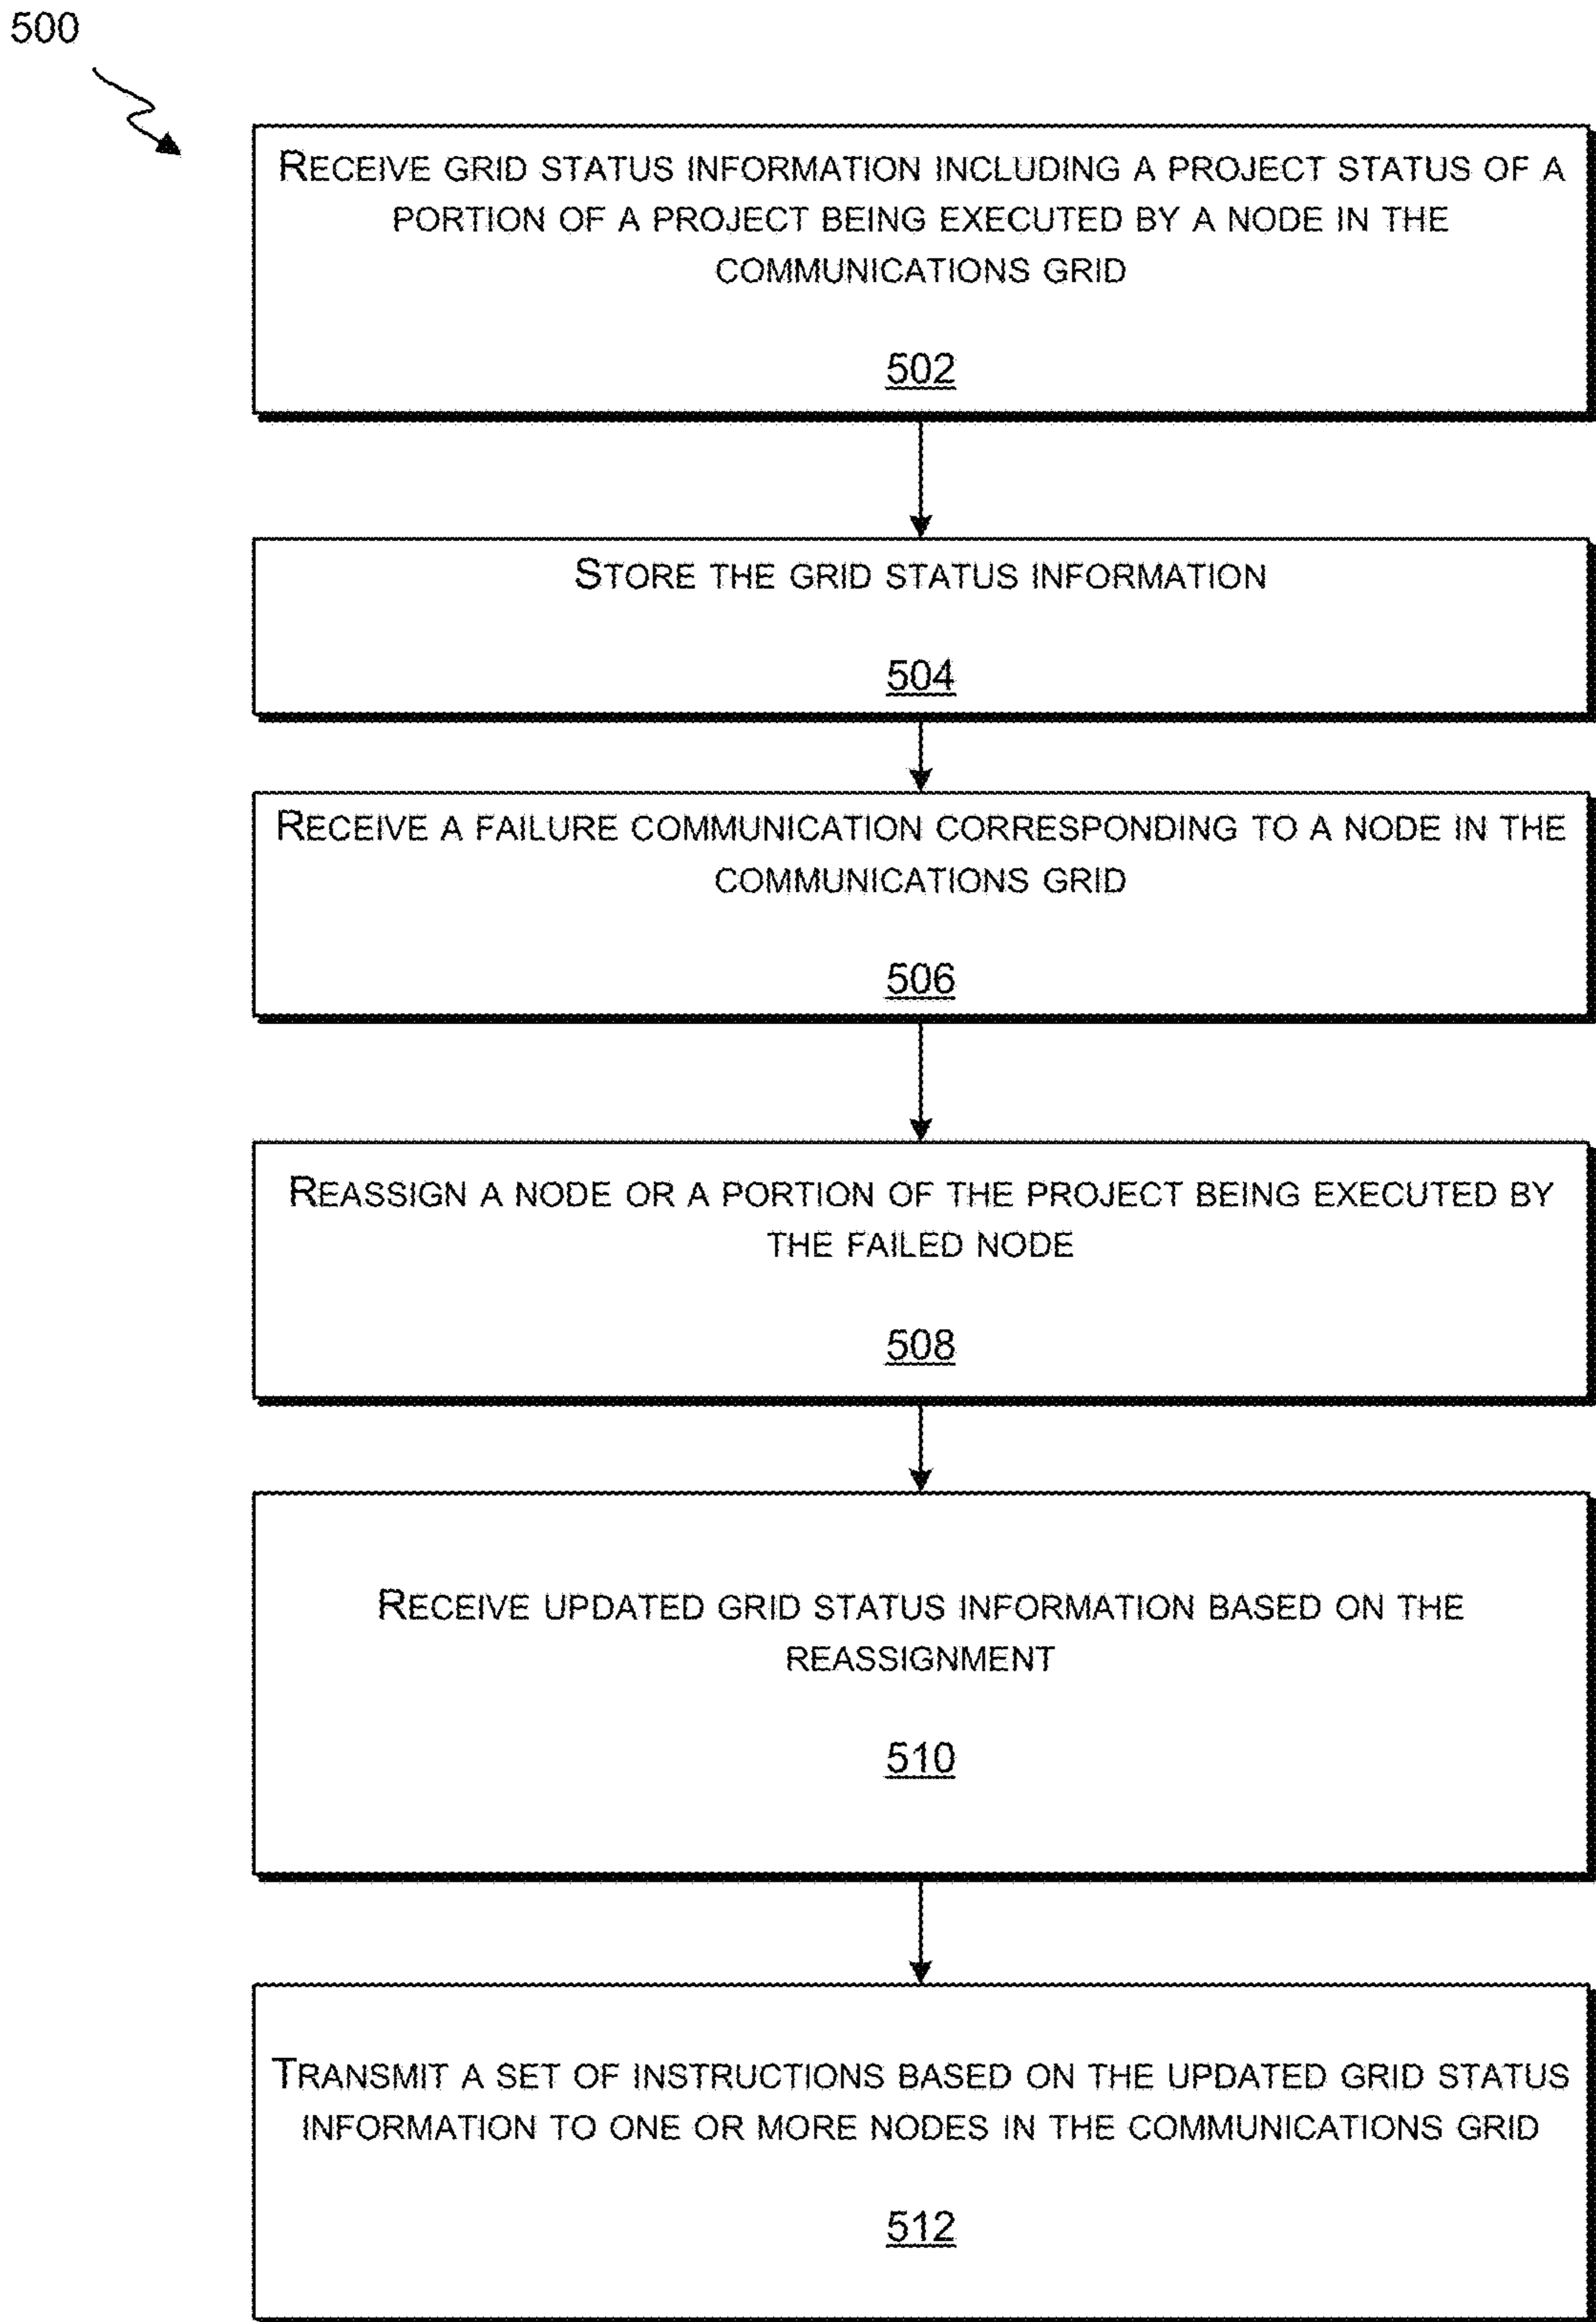 500
RECEIVE GRID STATUS INFORMATION INCLUDING A PROJECT STATUS OF A
PORTION OF A PROJECT BEING EXECUTED BY A NODE IN THE
COMMUNICATIONS GRID
502
STORE THE GRID STATUS INFORMATION
504
RECEIVE A FAILURE COMMUNICATION CORRESPONDING TO A NODE IN THE
COMMUNICATIONS GRID
506
REASSIGN A NODE OR A PORTION OF THE PROJECT BEING EXECUTED BY
THE FAILED NODE
508
RECEIVE UPDATED GRID STATUS INFORMATION BASED ON THE
REASSIGNMENT
510
TRANSMIT A SET OF INSTRUCTIONS BASED ON THE UPDATED GRID STATUS
INFORMATION TO ONE OR MORE NODES IN THE COMMUNICATIONS GRID
512